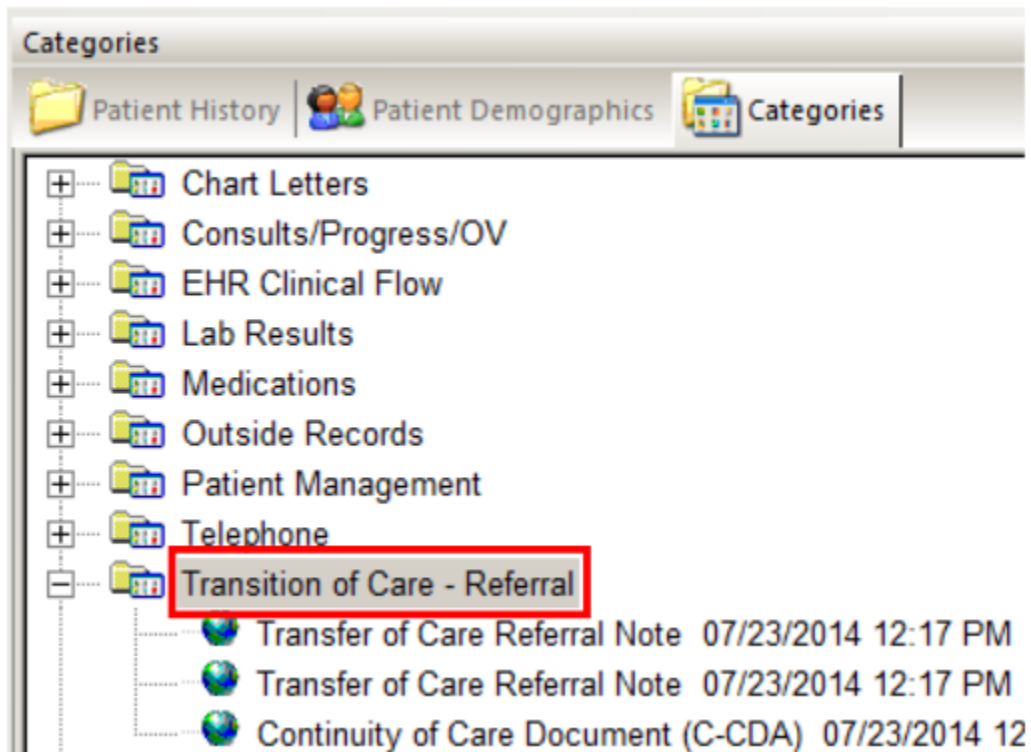 Categories
Patient History Patient Demographics Categories
Chart Letters
Consults/Progress/OV
EHR Clinical Flow
Lab Results
Medications
Outside Records
Patient Management
Telephone
Transition of Care - Referral
Transfer of Care Referral Note 07/23/2014 12:17 PM
Transfer of Care Referral Note 07/23/2014 12:17 PM
Continuity of Care Document (C-CDA) 07/23/2014 12